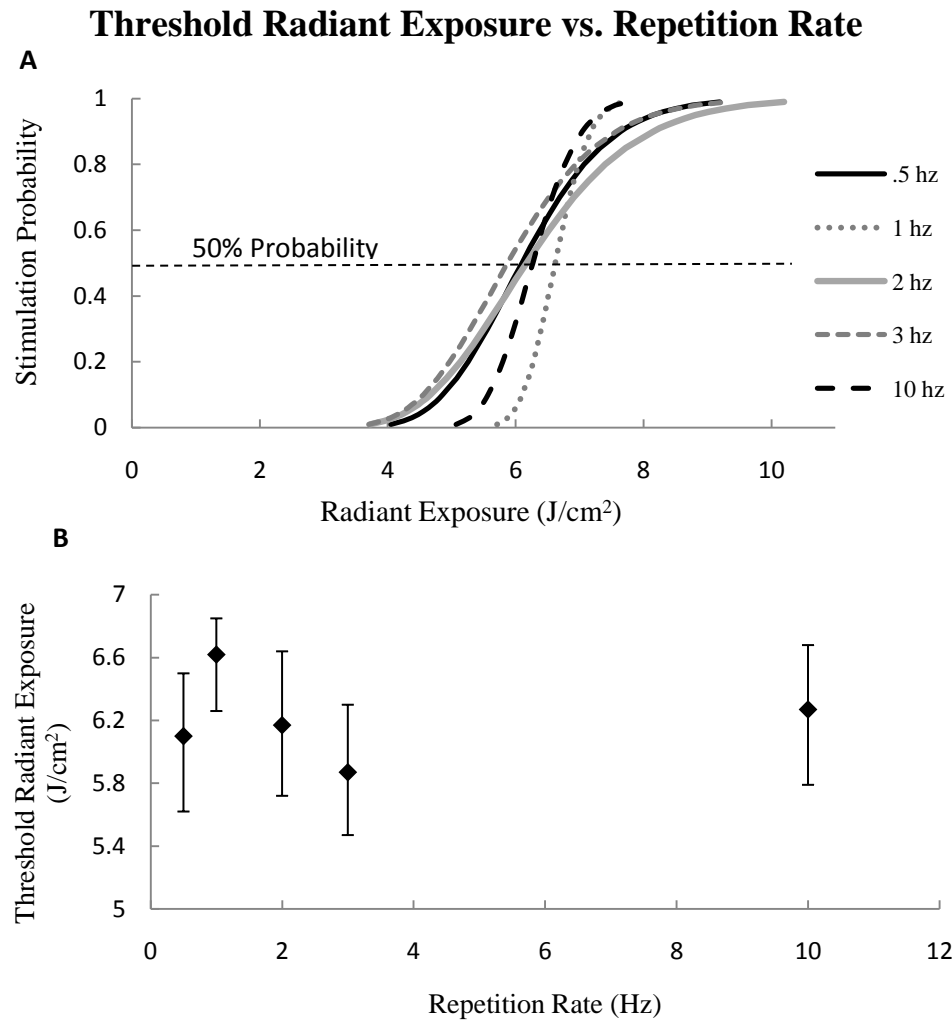 Threshold Radiant Exposure vs. Repetition Rate
A
Stimulation Probability
1
0.8
0.6
0.4
0.2
0
50% Probability
0 2 4 6 8 10
Radiant Exposure (J/cm²)
.5 hz
1 hz
2 hz
3 hz
10 hz
B
Threshold Radiant Exposure
(J/cm²)
7
6.6
6.2
5.8
5.4
5
0 2 4 6 8 10 12
Repetition Rate (Hz)